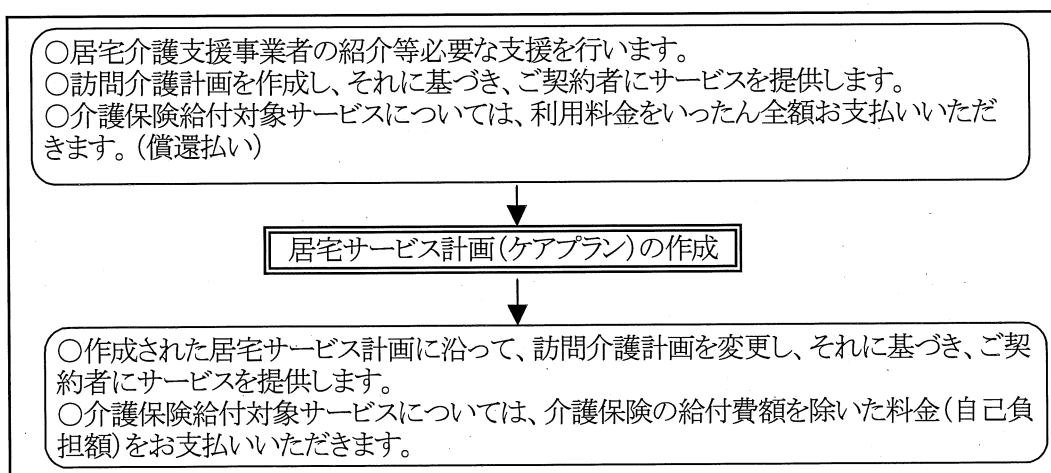 ○居宅介護支援事業者の紹介等必要な支援を行います。
○訪問介護計画を作成し、それに基づき、ご契約者にサービスを提供します。
○介護保険給付対象サービスについては、利用料金をいったん全額お支払いいただ
きます。(償還払い)
居宅サービス計画(ケアプラン)の作成
○作成された居宅サービス計画に沿って、訪問介護計画を変更し、それに基づき、ご契
約者にサービスを提供します。
○介護保険給付対象サービスについては、介護保険の給付費額を除いた料金(自己負
担額)をお支払いいただきます。